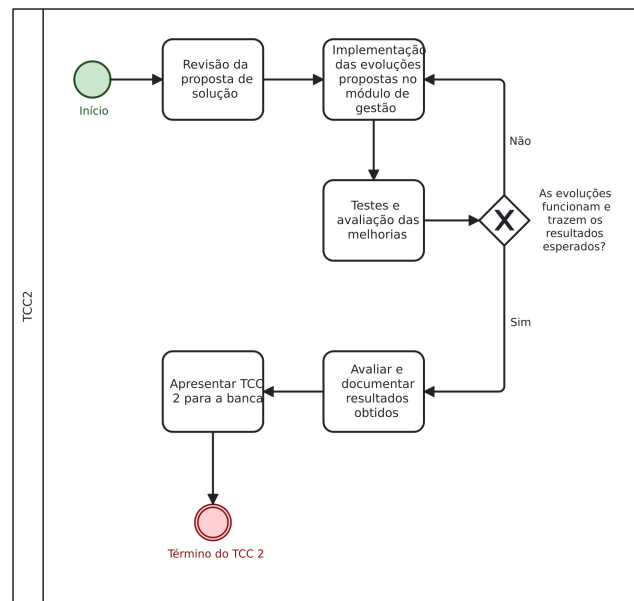 TCC2
Início
Revisão da
proposta de
solução
Implementação
das evoluções
propostas no
módulo de
gestão
Não
Testes e
avaliação das
melhorias
X
As evoluções
funcionam e
trazem os
resultados
esperados?
Sim
Avaliar e
documentar
resultados
obtidos
Apresentar TCC
2 para a banca
Término do TCC 2